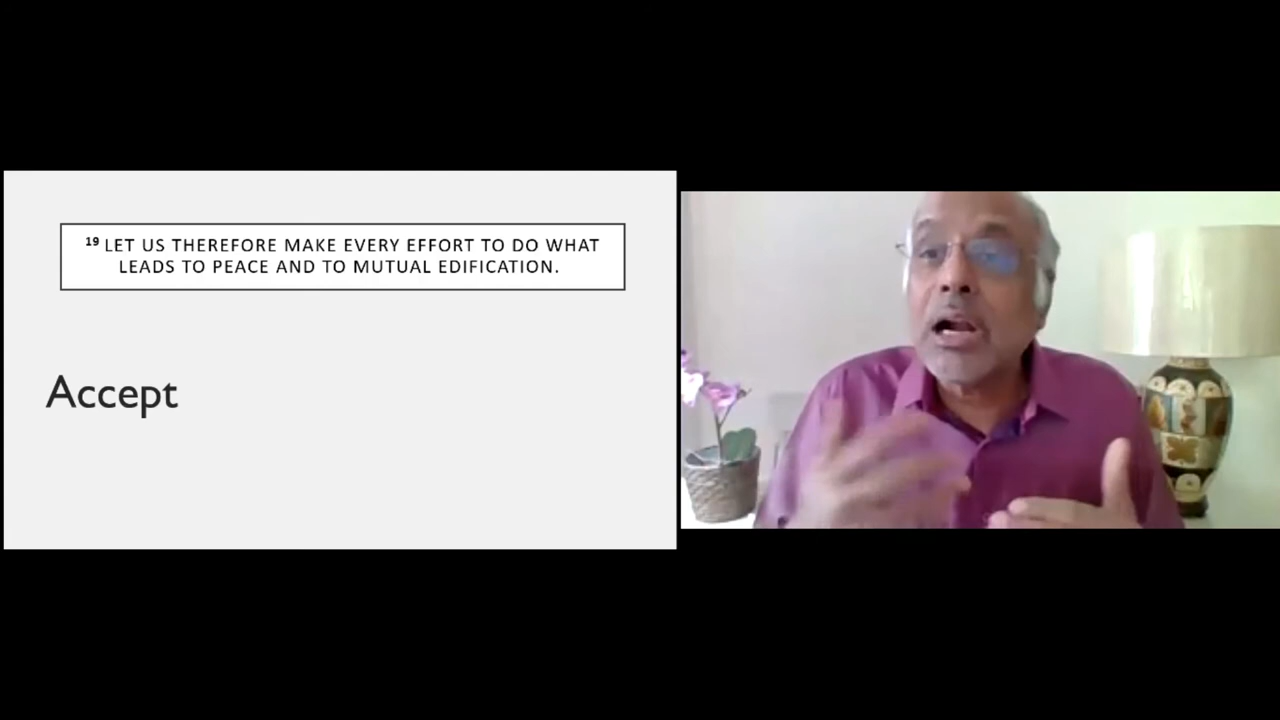 19 LET US THEREFORE MAKE EVERY EFFORT TO DO WHAT
LEADS TO PEACE AND TO MUTUAL EDIFICATION.
Accept